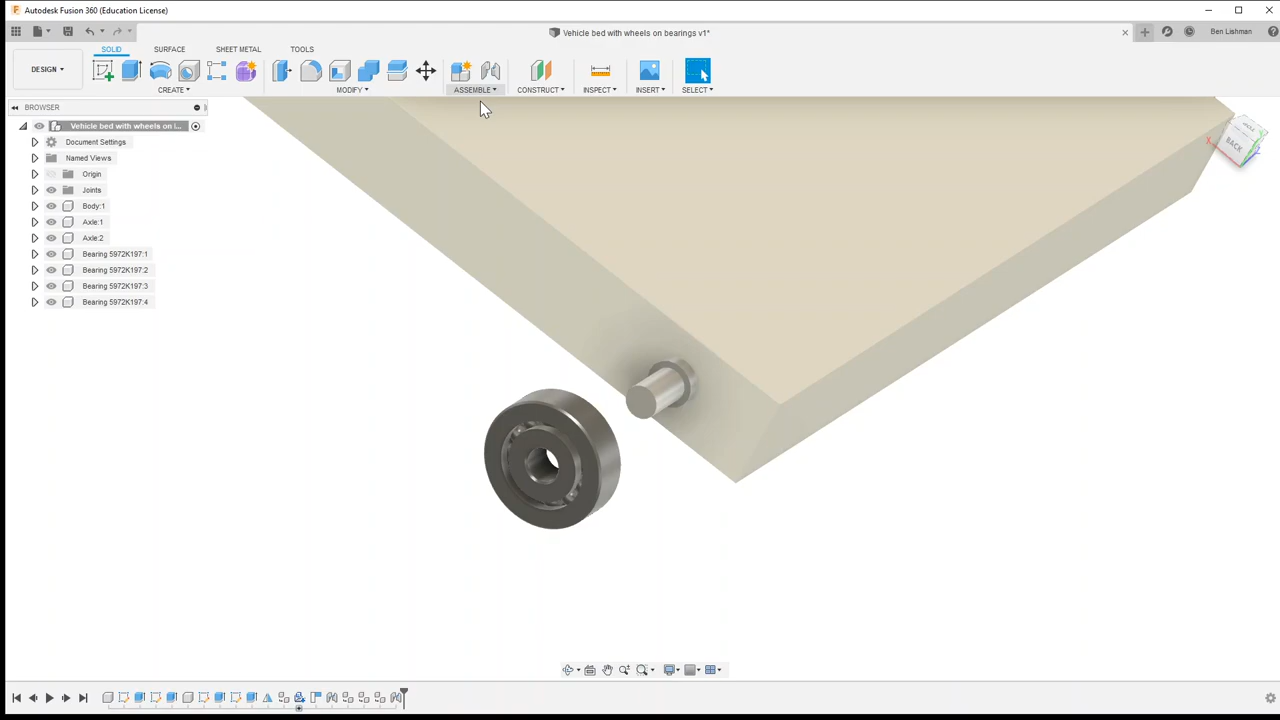 Autodesk Fusion 360 (Education License)
Vehicle bed with wheels on bearings v1*
Ben Lishman
SOLID SURFACE SHEET METAL TOOLS
DESIGN
CREATE MODIFY ASSEMBLE CONSTRUCT INSPECT INSERT SELECT
BROWSER
Vehicle bed with wheels on i...
Document Settings
Named Views
Origin
Joints
Body:1
Axle:1
Axle:2
Bearing 5972K197:1
Bearing 5972K197:2
Bearing 5972K197:3
Bearing 5972K197:4
BACK
X
Z